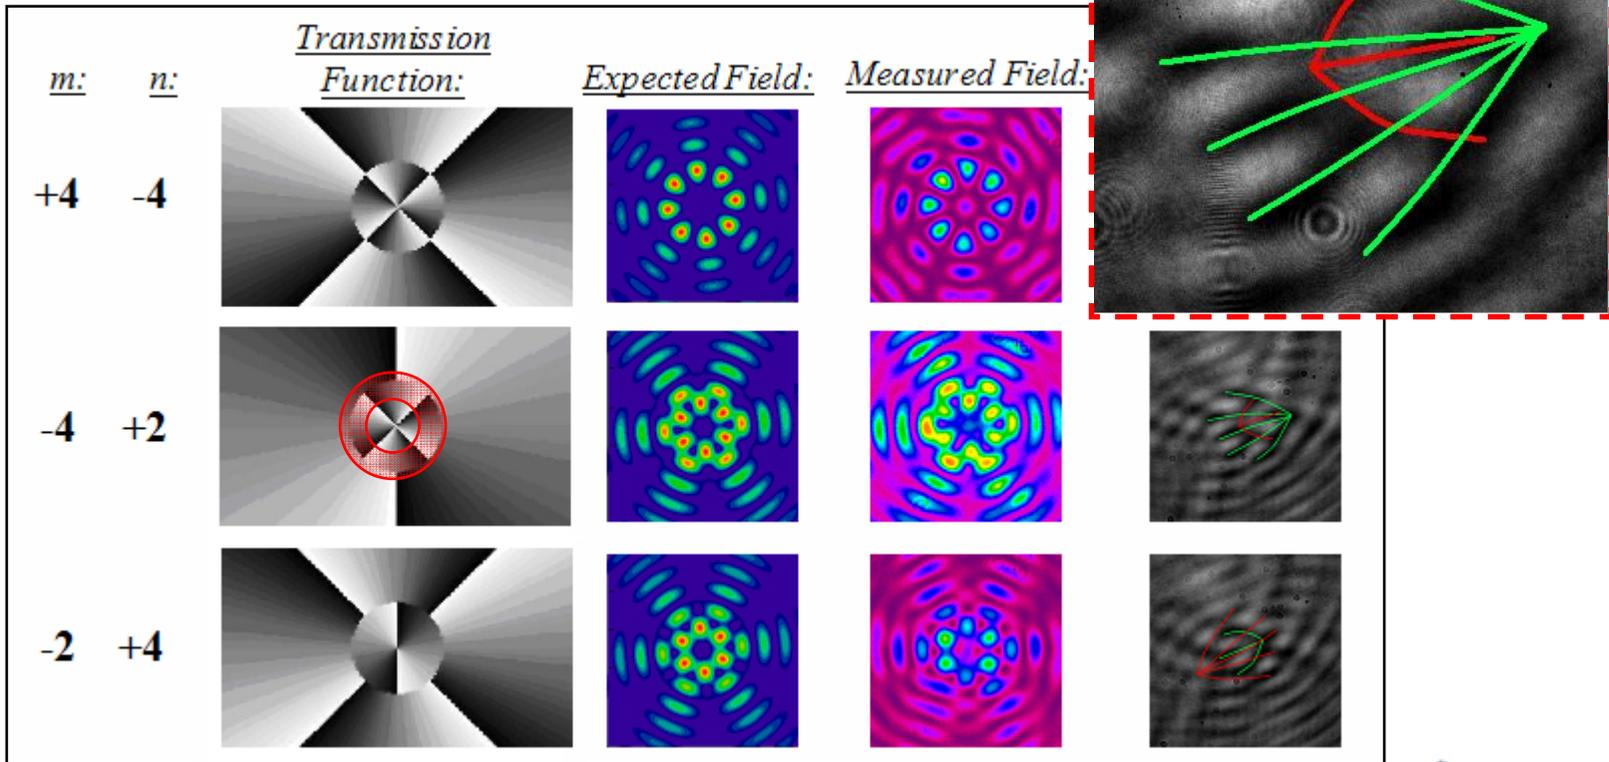 Transmission
m: n: Function: Expected Field: Measured Field:
+4 -4
-4 +2
-2 +4